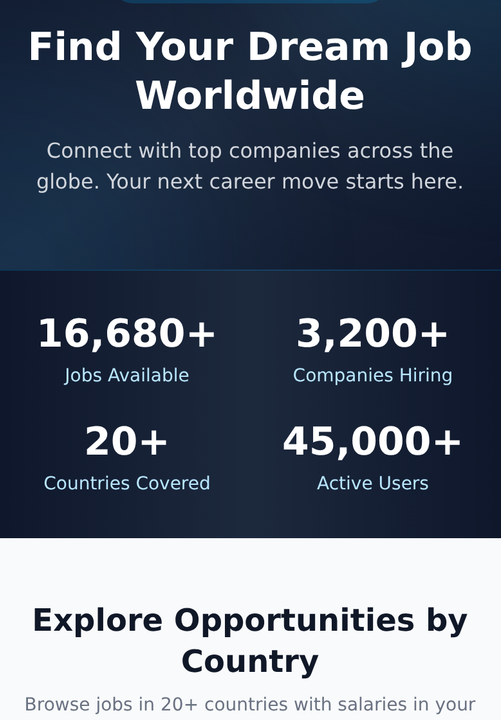 Find Your Dream Job
Worldwide
Connect with top companies across the
globe. Your next career move starts here.
16,680+
3,200+
Jobs Available
Companies Hiring
20+
45,000+
Countries Covered
Active Users
Explore Opportunities by
Country
Browse jobs in 20+ countries with salaries in your